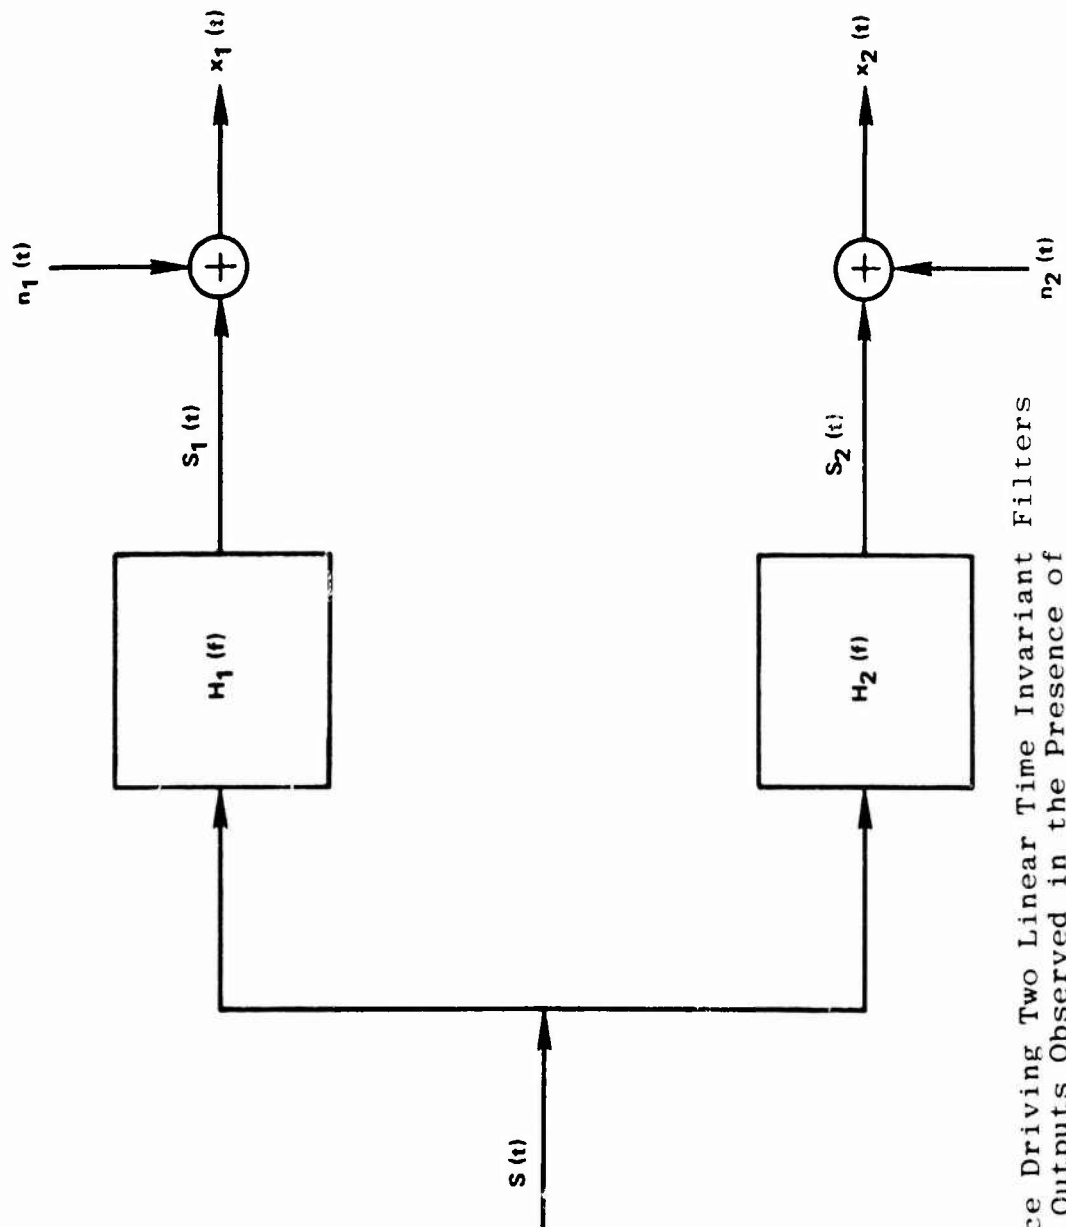 n1 (t)
S1 (t)
x1 (t)
H1 (f)
S (t)
H2 (f)
S2 (t)
x2 (t)
n2 (t)
ce Driving Two Linear Time Invariant Filters
Outputs Observed in the Presence of